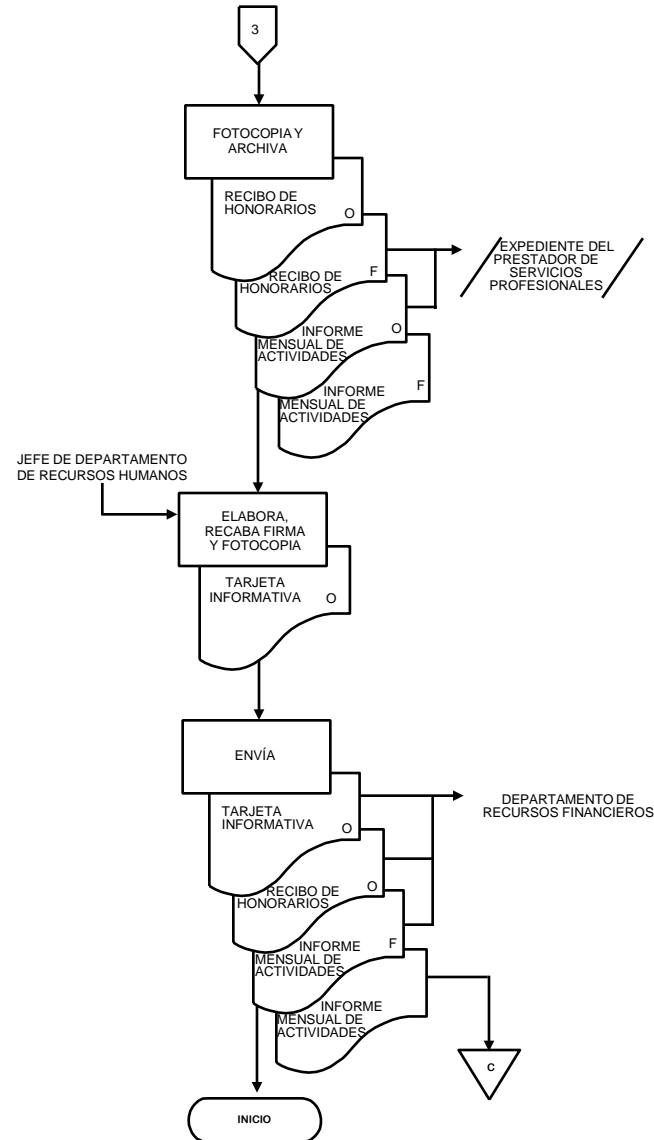 3
FOTOCOPIA Y
ARCHIVA
RECIBO DE
HONORARIOS
O
RECIBO DE
HONORARIOS
F
EXPEDIENTE DEL
PRESTADOR DE
SERVICIOS
PROFESIONALES
INFORME
MENSUAL DE
ACTIVIDADES
O
INFORME
MENSUAL DE
ACTIVIDADES
F
JEFE DE DEPARTAMENTO
DE RECURSOS HUMANOS
ELABORA,
RECABA FIRMA
Y FOTOCOPIA
TARJETA
INFORMATIVA
O
ENVÍA
TARJETA
INFORMATIVA
O
DEPARTAMENTO DE
RECURSOS FINANCIEROS
RECIBO DE
HONORARIOS
O
INFORME
MENSUAL DE
ACTIVIDADES
F
INFORME
MENSUAL DE
ACTIVIDADES
C
INICIO